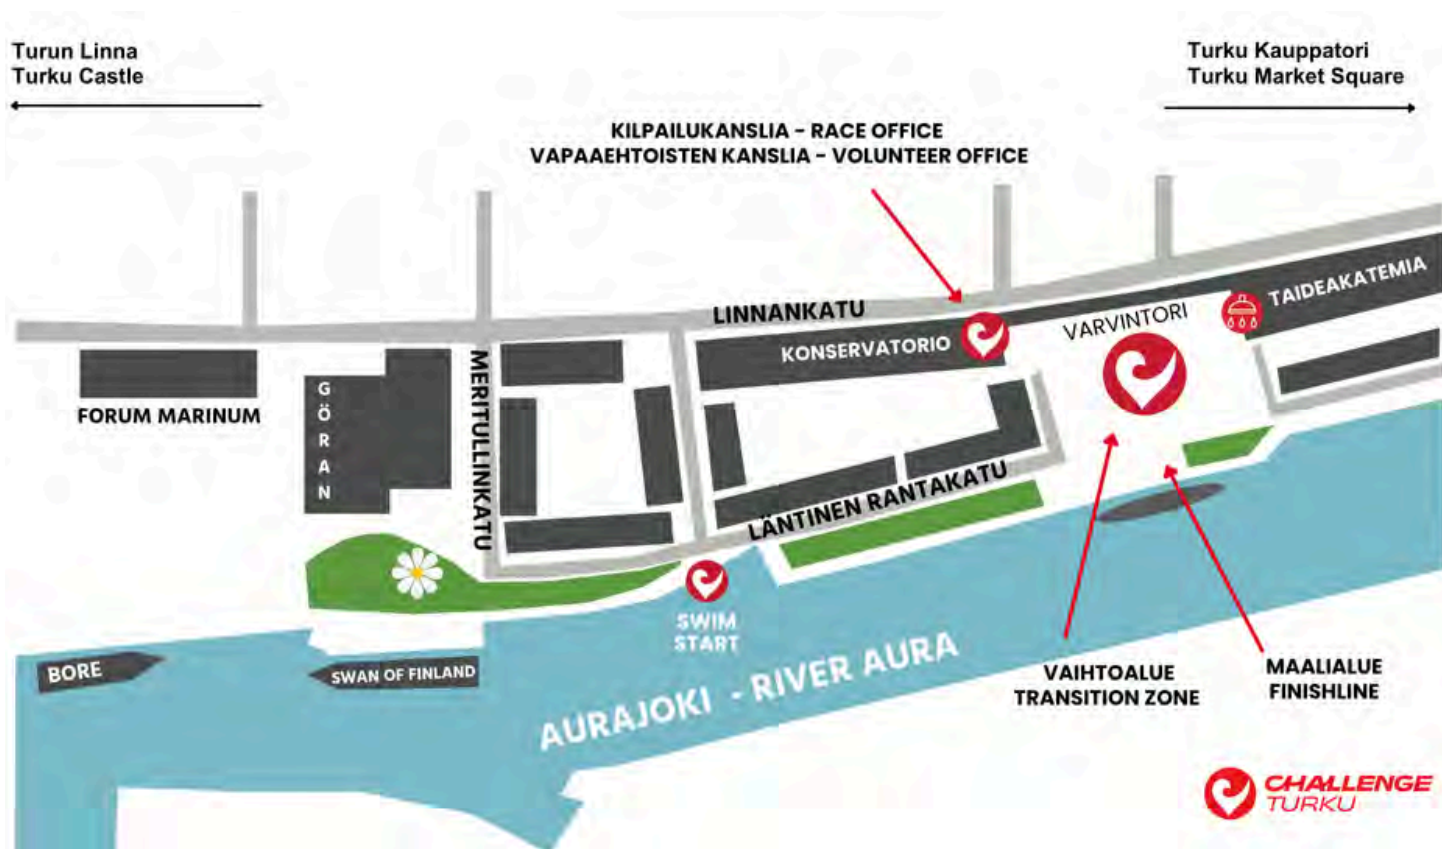 Turun Linna
Turku Castle
Turku Kauppatori
Turku Market Square
KILPAILUKANSLIA - RACE OFFICE
VAPAAEHTOISTEN KANSLIA - VOLUNTEER OFFICE
TAIDEAKATEMIA
LINNANKATU
VARVINTORI
KONSERVATORIO
FORUM MARINUM
GÖRAN
MERITULLINKATU
LÄNTINEN RANTAKATU
SWIM
START
BORE
SWAN OF FINLAND
AURAJOKI - RIVER AURA
VAIHTOALUE
TRANSITION ZONE
MAALIALUE
FINISHLINE
CHALLENGE
TURKU